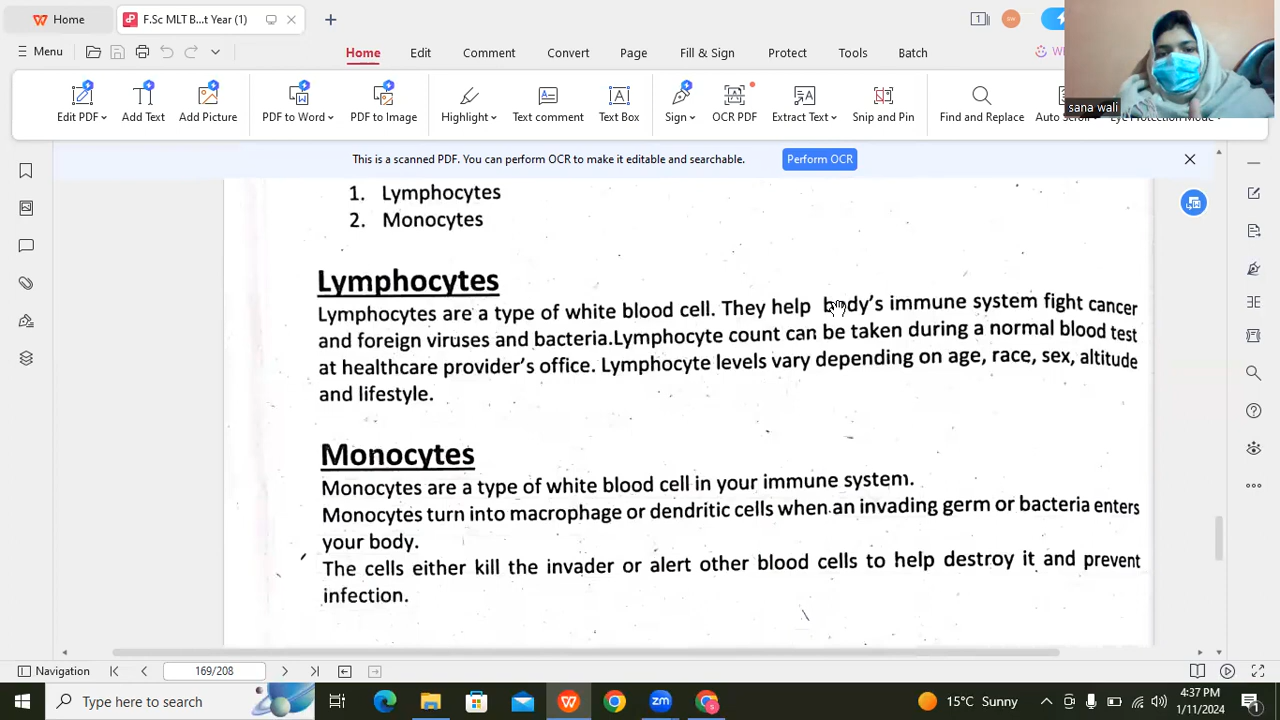 Home
F.Sc MLT B...t Year (1)
1
Menu
Home
Edit
Comment
Convert
Page
Fill & Sign
Protect
Tools
Batch
Edit PDF
Add Text
Add Picture
PDF to Word
PDF to Image
Highlight
Text comment
Text Box
Sign
OCR PDF
Extract Text
Snip and Pin
Find and Replace
sana wali
This is a scanned PDF. You can perform OCR to make it editable and searchable.
Perform OCR
1. Lymphocytes
2. Monocytes
Lymphocytes
Lymphocytes are a type of white blood cell. They help body's immune system fight cancer
and foreign viruses and bacteria.Lymphocyte count can be taken during a normal blood test
at healthcare provider's office. Lymphocyte levels vary depending on age, race, sex, altitude
and lifestyle.
Monocytes
Monocytes are a type of white blood cell in your immune system.
Monocytes turn into macrophage or dendritic cells when an invading germ or bacteria enters
your body.
The cells either kill the invader or alert other blood cells to help destroy it and prevent
infection.
Navigation
169/208
Type here to search
15°C Sunny
4:37 PM
1/11/2024